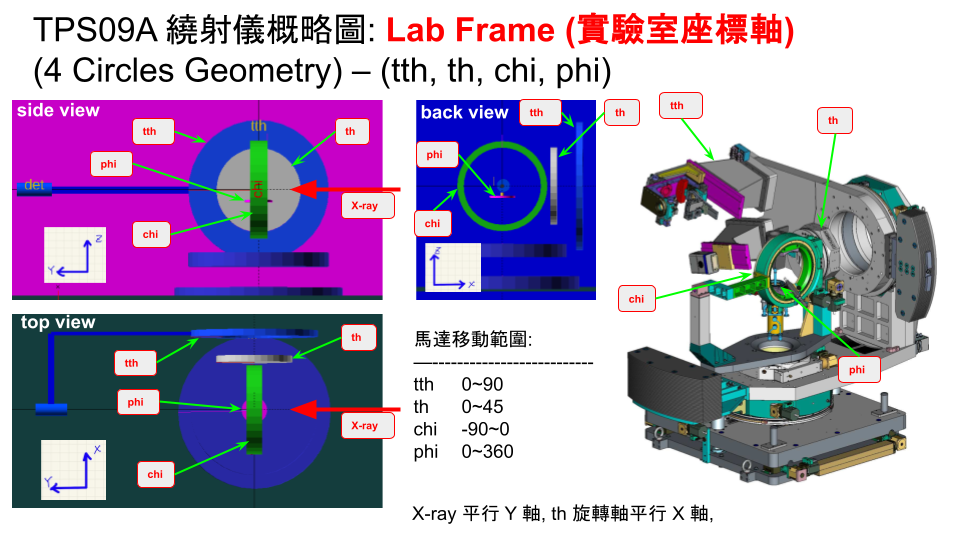 TPS09A 繞射儀概略圖: Lab Frame (實驗室座標軸)
(4 Circles Geometry) – (tth, th, chi, phi)
side view
tth
tth
th
phi
det
chi
X-ray
chi
Z
Y
back view
tth
th
phi
chi
Z
X
tth
th
chi
phi
top view
th
tth
phi
X-ray
chi
X
Y
馬達移動範圍:
—--------------------------
tth 0~90
th 0~45
chi -90~0
phi 0~360
X-ray 平行 Y 軸, th 旋轉軸平行 X 軸,